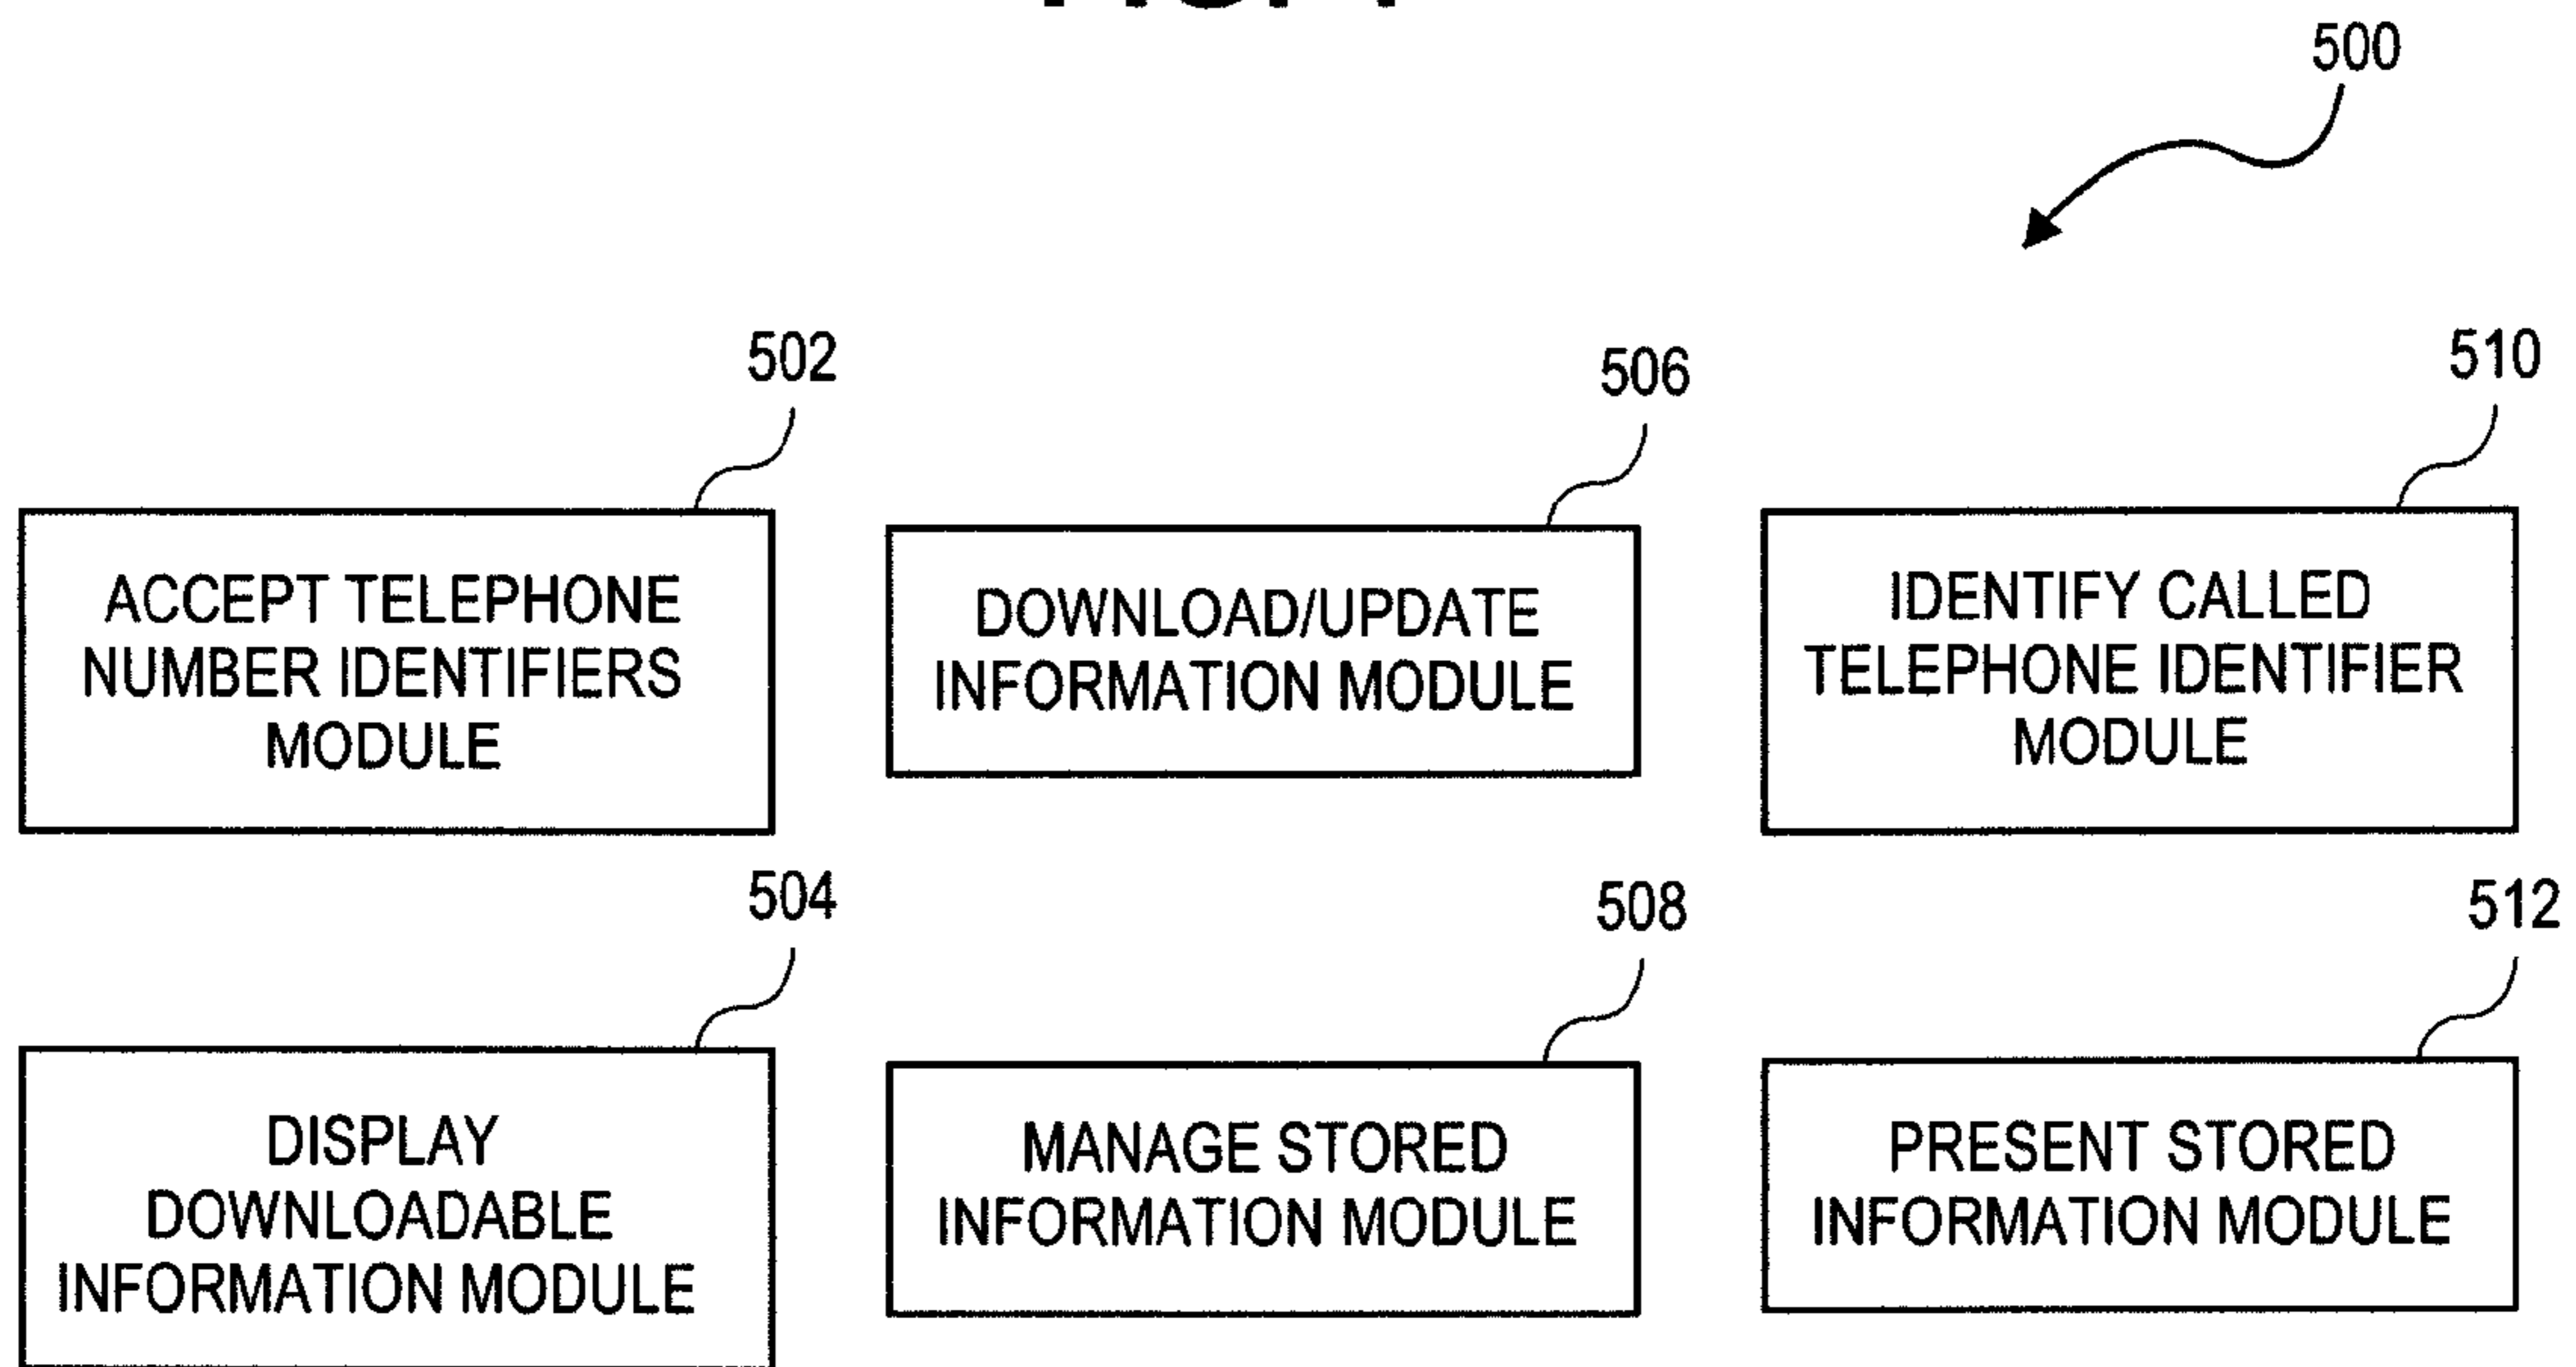 500
502
506
510
ACCEPT TELEPHONE
NUMBER IDENTIFIERS
MODULE
DOWNLOAD/UPDATE
INFORMATION MODULE
IDENTIFY CALLED
TELEPHONE IDENTIFIER
MODULE
504
508
512
DISPLAY
DOWNLOADABLE
INFORMATION MODULE
MANAGE STORED
INFORMATION MODULE
PRESENT STORED
INFORMATION MODULE